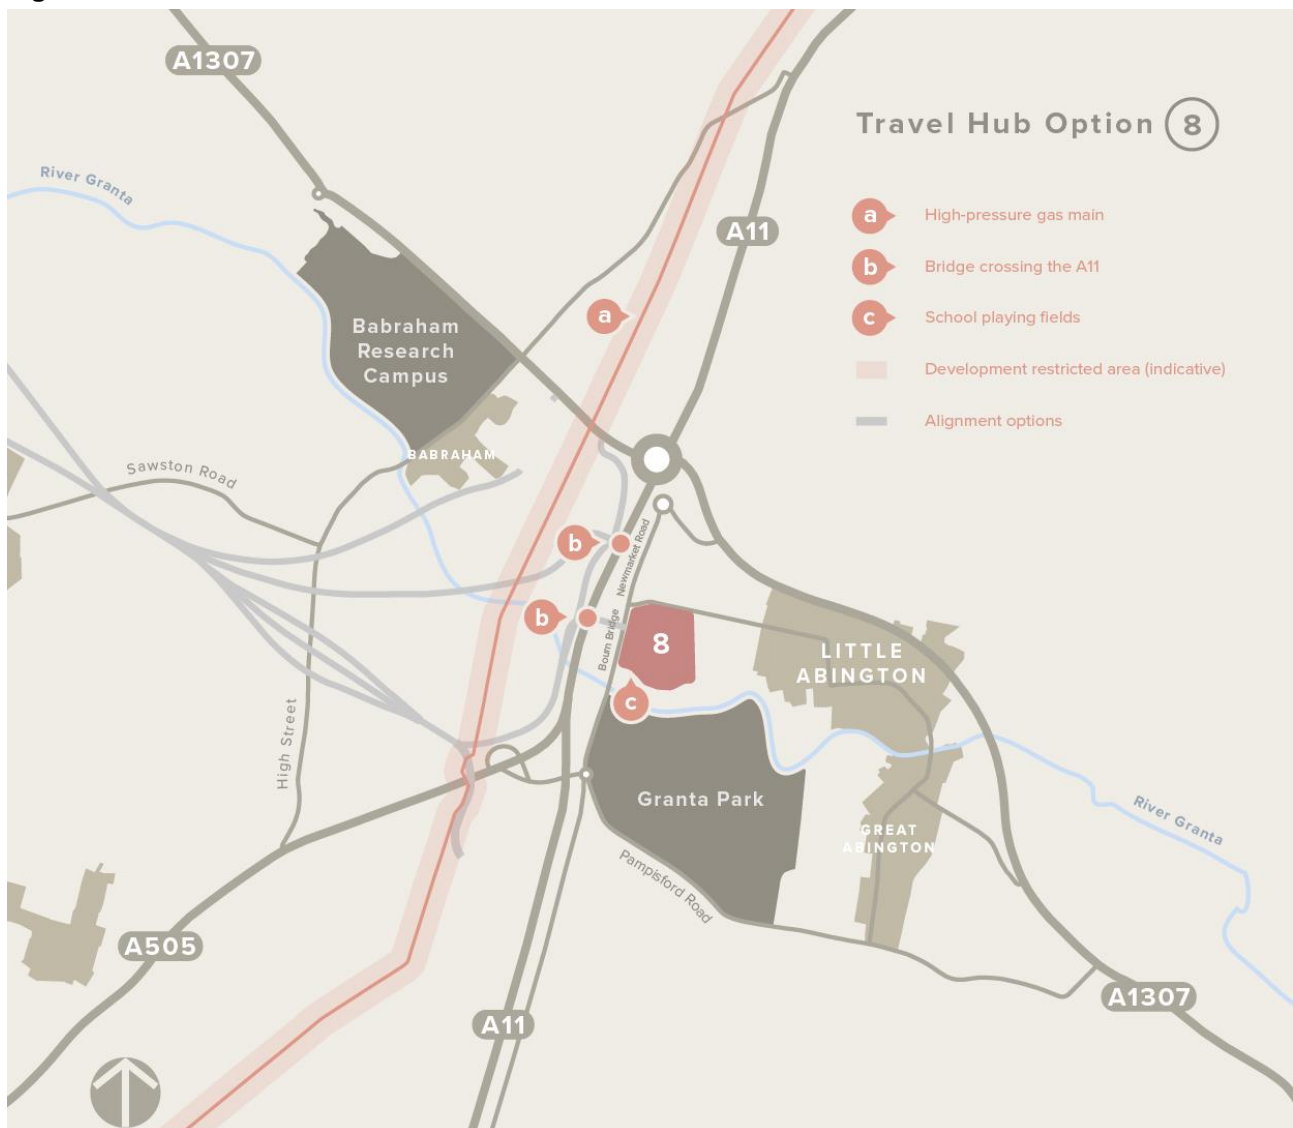 A1307
River Granta
Travel Hub Option 8
a High-pressure gas main
b Bridge crossing the A11
c School playing fields
Development restricted area (indicative)
Alignment options
A11
Babraham
Research
Campus
a
BABRAHAM
Sawston Road
b
Newmarket Road
b
Bourn Bridge
8
c
LITTLE
ABINGTON
High Street
Granta Park
GREAT
ABINGTON
River Granta
Pampisford Road
A505
A11
A1307